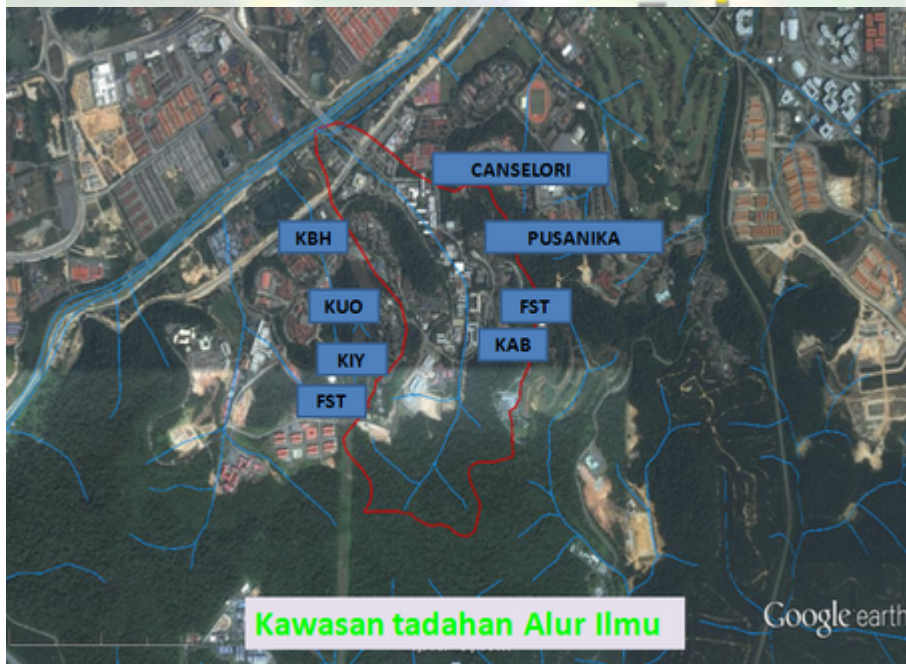 CANSELORI
KBH
PUSANIKA
KUO
FST
KAB
KIY
FST
Kawasan tadahan Alur Ilmu
Google earth